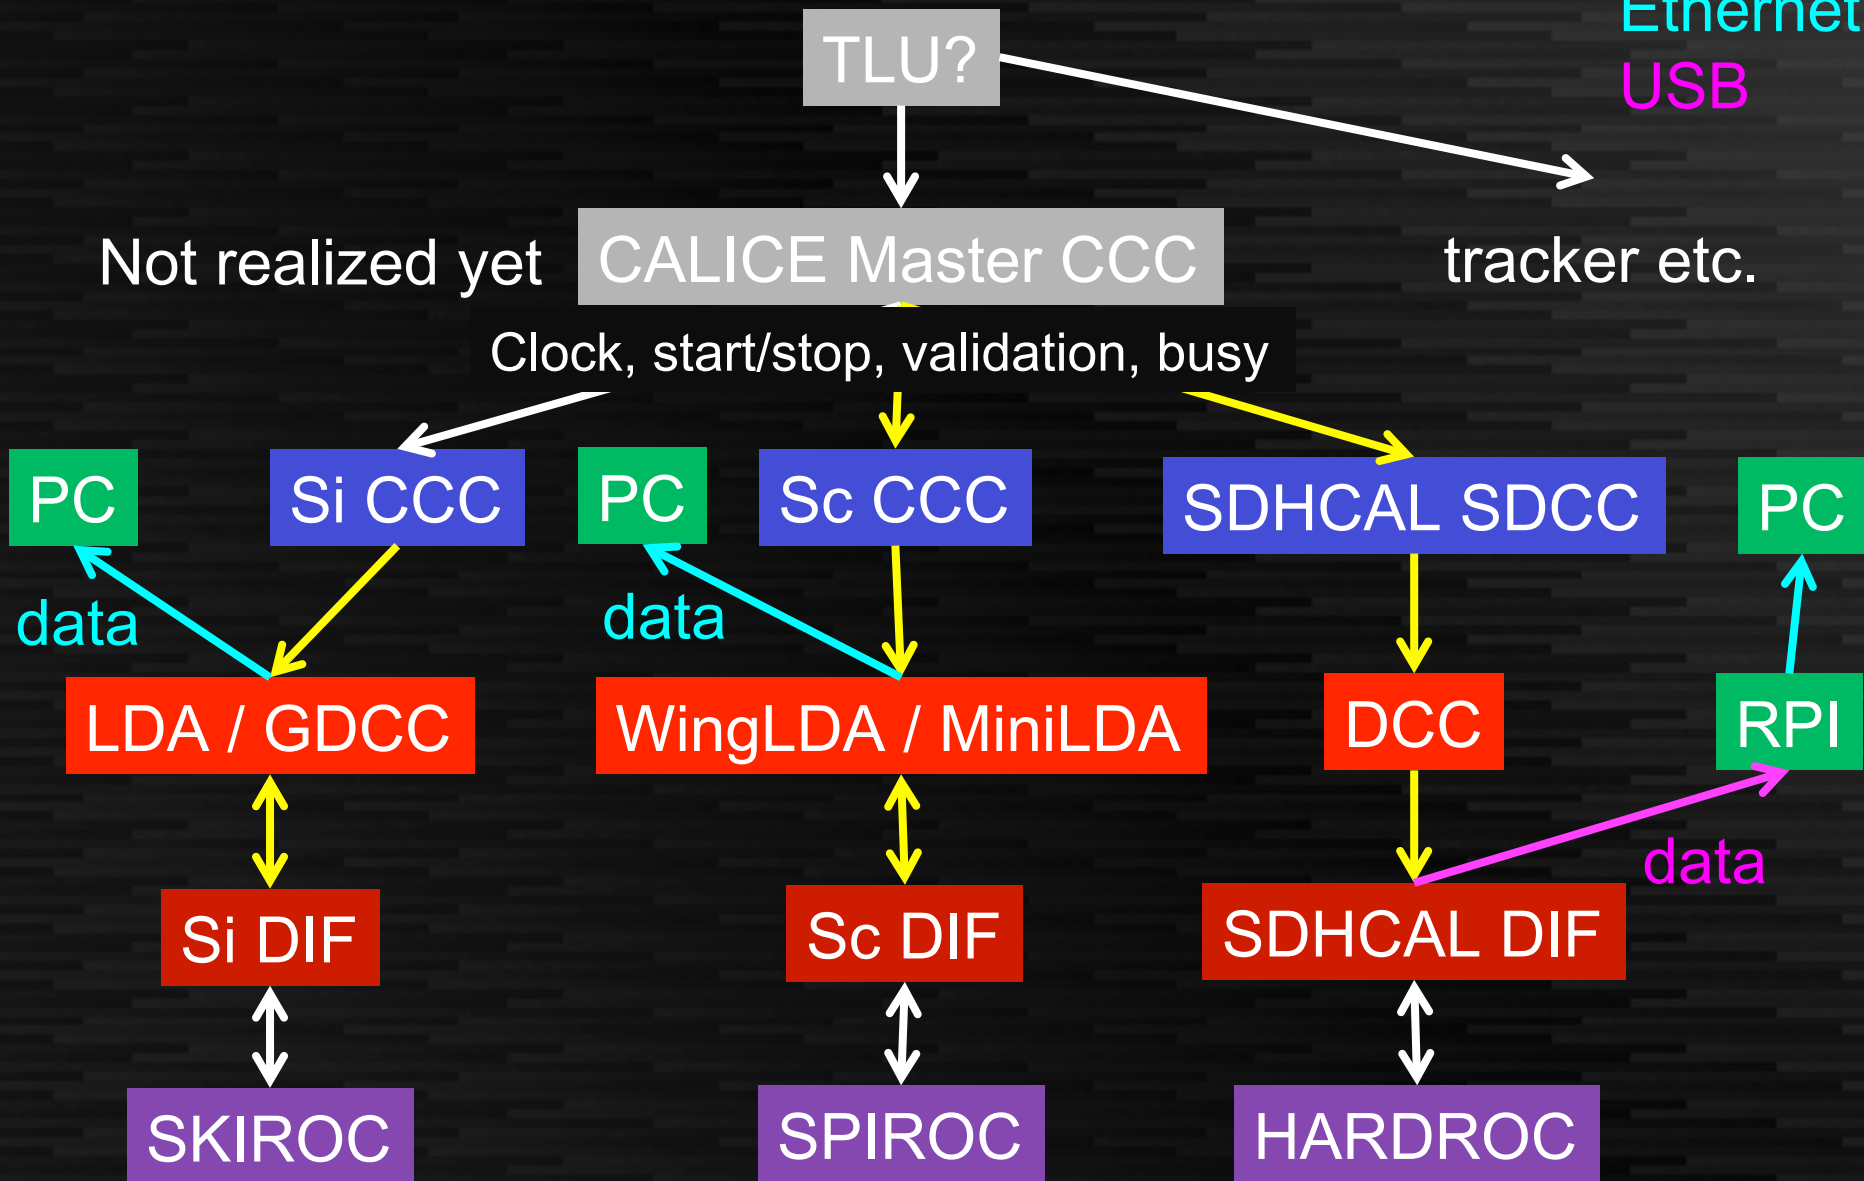 Ethernet
TLU?
USB
Not realized yet
CALICE Master CCC
tracker etc.
Clock, start/stop, validation, busy
PC
Si CCC
PC
Sc CCC
SDHCAL SDCC
PC
data
data
LDA / GDCC
WingLDA / MiniLDA
DCC
RPI
data
Si DIF
Sc DIF
SDHCAL DIF
SKIROC
SPIROC
HARDROC